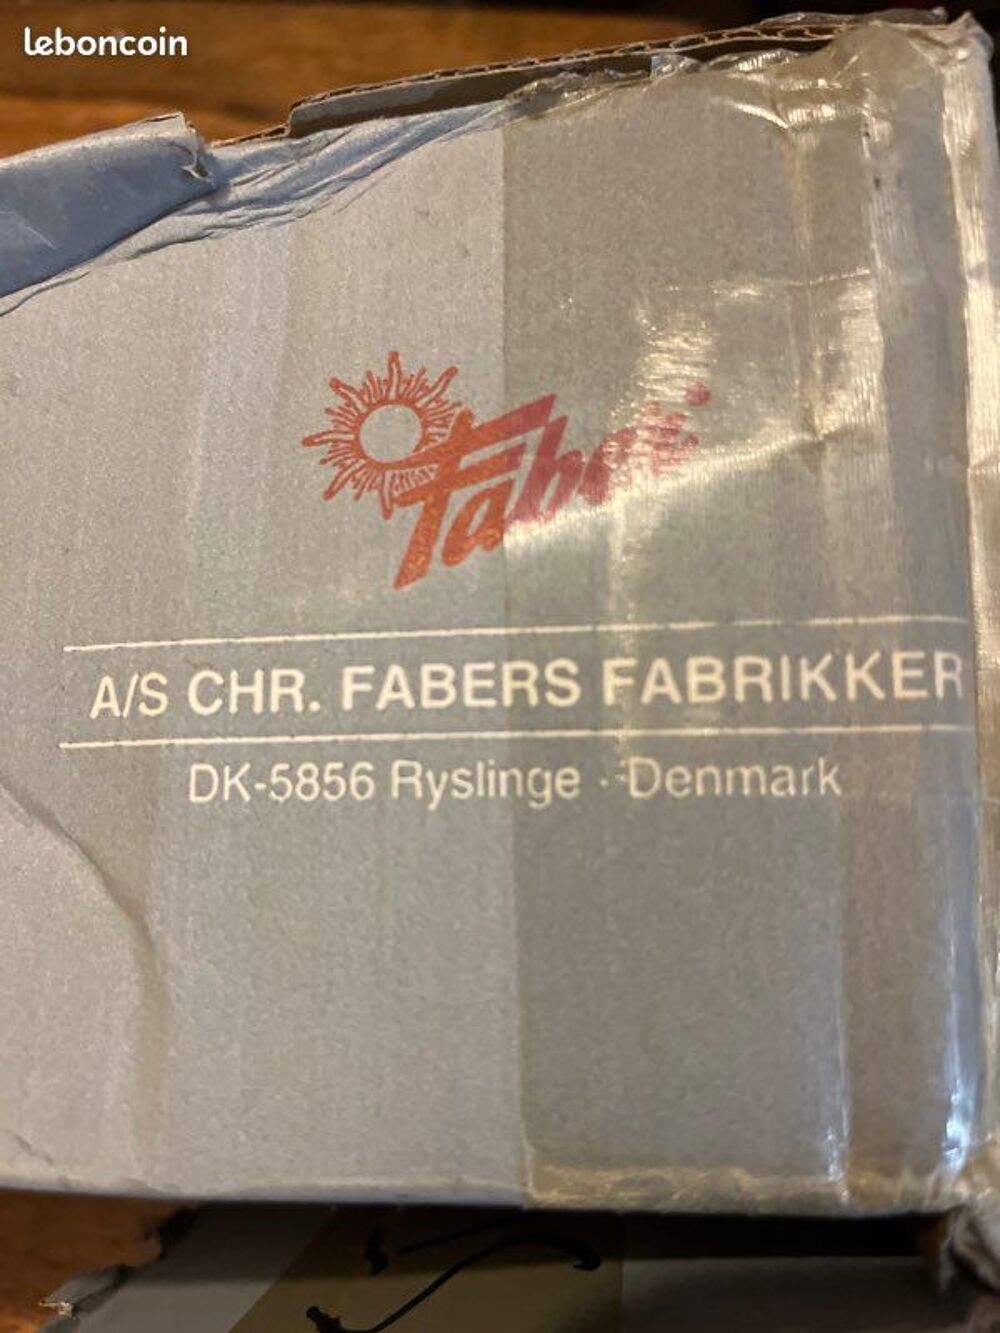 leboncoin
Faber
A/S CHR. FABERS FABRIKKER
DK-5856 Ryslinge · Denmark